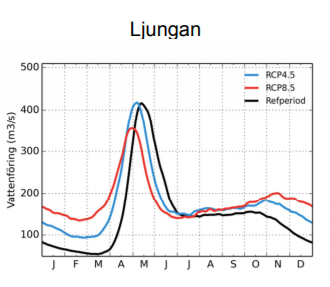 Ljungan
500
400
300
200
100
Vattenföring (m3/s)
RCP4.5
RCP8.5
Refperiod
J F M A M J J A S O N D